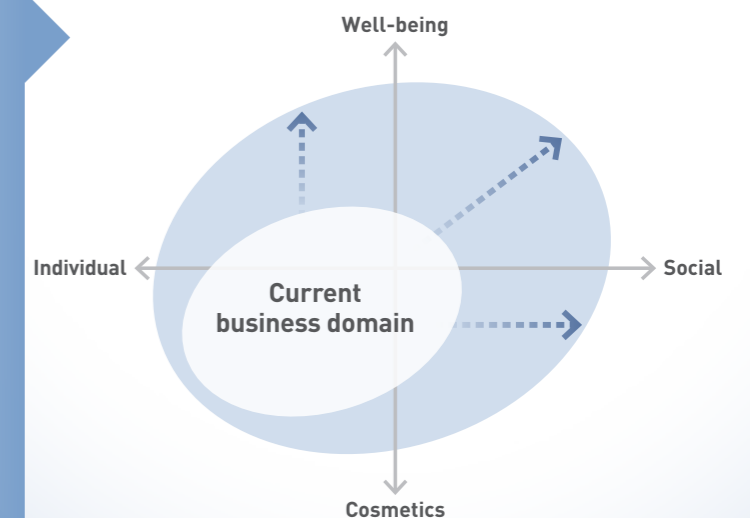 Well-being
Individual
Social
Current
business domain
Cosmetics